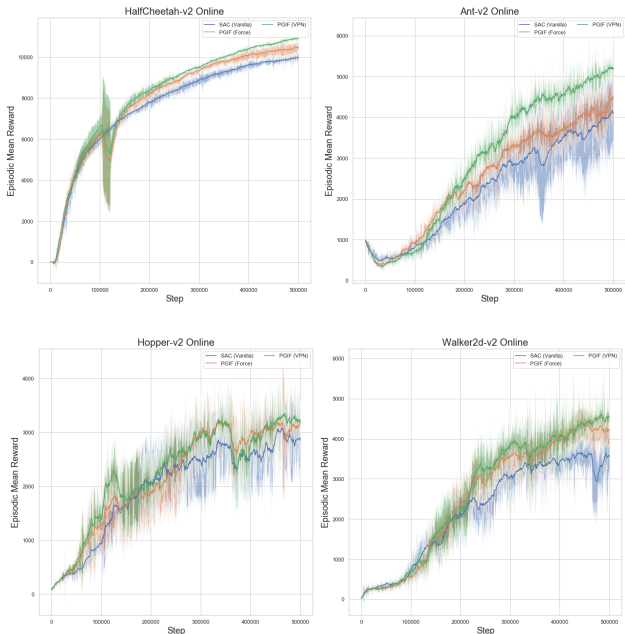 HalfCheetah-v2 Online
SAC (Vanilla)
PGIF (Force)
PGIF (VPN)
Episodic Mean Reward
10000
8000
6000
4000
2000
0
0
100000
200000
300000
400000
500000
Step
Ant-v2 Online
SAC (Vanilla)
PGIF (Force)
PGIF (VPN)
Episodic Mean Reward
6000
5000
4000
3000
2000
1000
0
0
100000
200000
300000
400000
500000
Step
Hopper-v2 Online
SAC (Vanilla)
PGIF (Force)
PGIF (VPN)
Episodic Mean Reward
4000
3000
2000
1000
0
0
100000
200000
300000
400000
500000
Step
Walker2d-v2 Online
SAC (Vanilla)
PGIF (Force)
PGIF (VPN)
Episodic Mean Reward
6000
5000
4000
3000
2000
1000
0
0
100000
200000
300000
400000
500000
Step